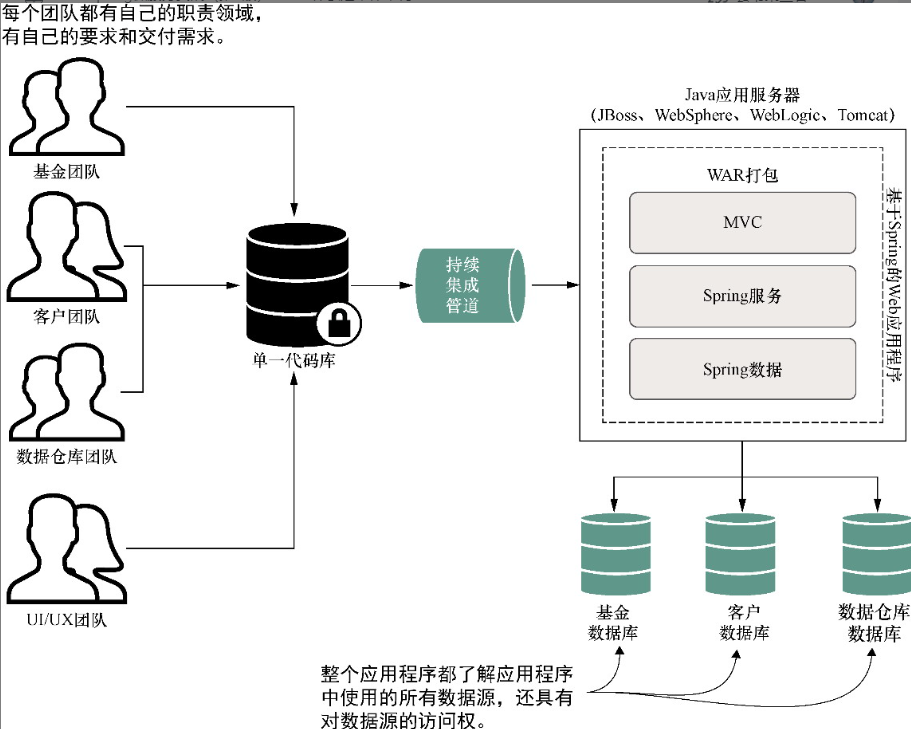 每个团队都有自己的职责领域，
有自己的要求和交付需求。
基金团队
客户团队
数据仓库团队
UI/UX团队
单一代码库
持续
集成
管道
Java应用服务器
（JBoss、WebSphere、WebLogic、Tomcat）
WAR打包
MVC
Spring服务
Spring数据
基于Spring的Web应用程序
基金
数据库
客户
数据库
数据仓库
数据库
整个应用程序都了解应用程序
中使用的所有数据源，还具有
对数据源的访问权。